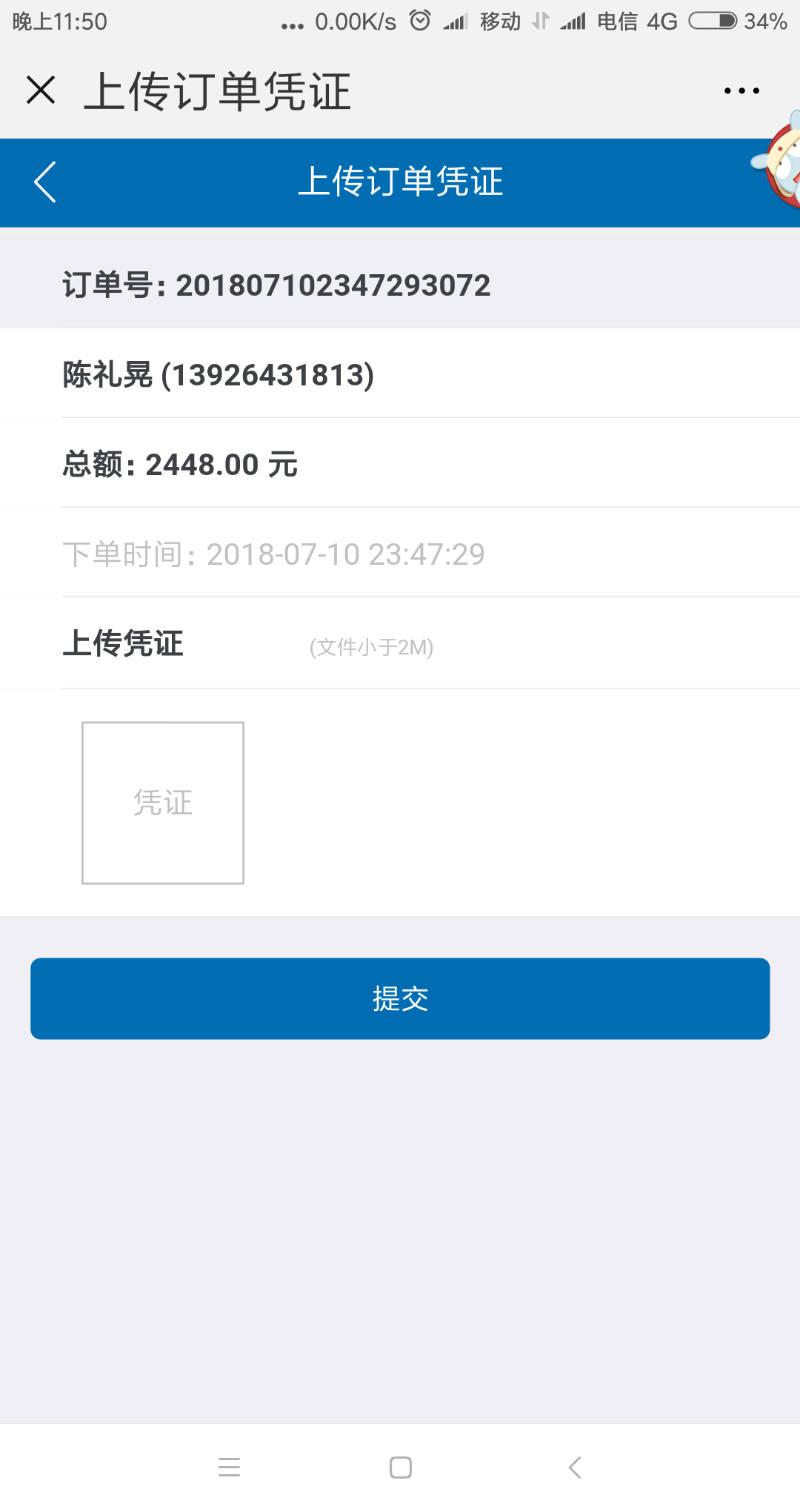 晚上11:50 ... 0.00K/s 移动 电信 4G 34%
上传订单凭证 ...
上传订单凭证
订单号: 201807102347293072
陈礼晃 (13926431813)
总额: 2448.00 元
下单时间: 2018-07-10 23:47:29
上传凭证 (文件小于2M)
凭证
提交